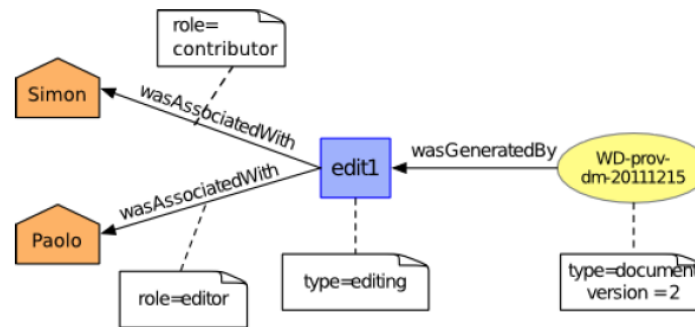 role=
contributor
Simon
wasAssociatedWith
edit1
wasGeneratedBy
WD-prov-
dm-20111215
wasAssociatedWith
Paolo
role=editor
type=editing
type=document
version =2